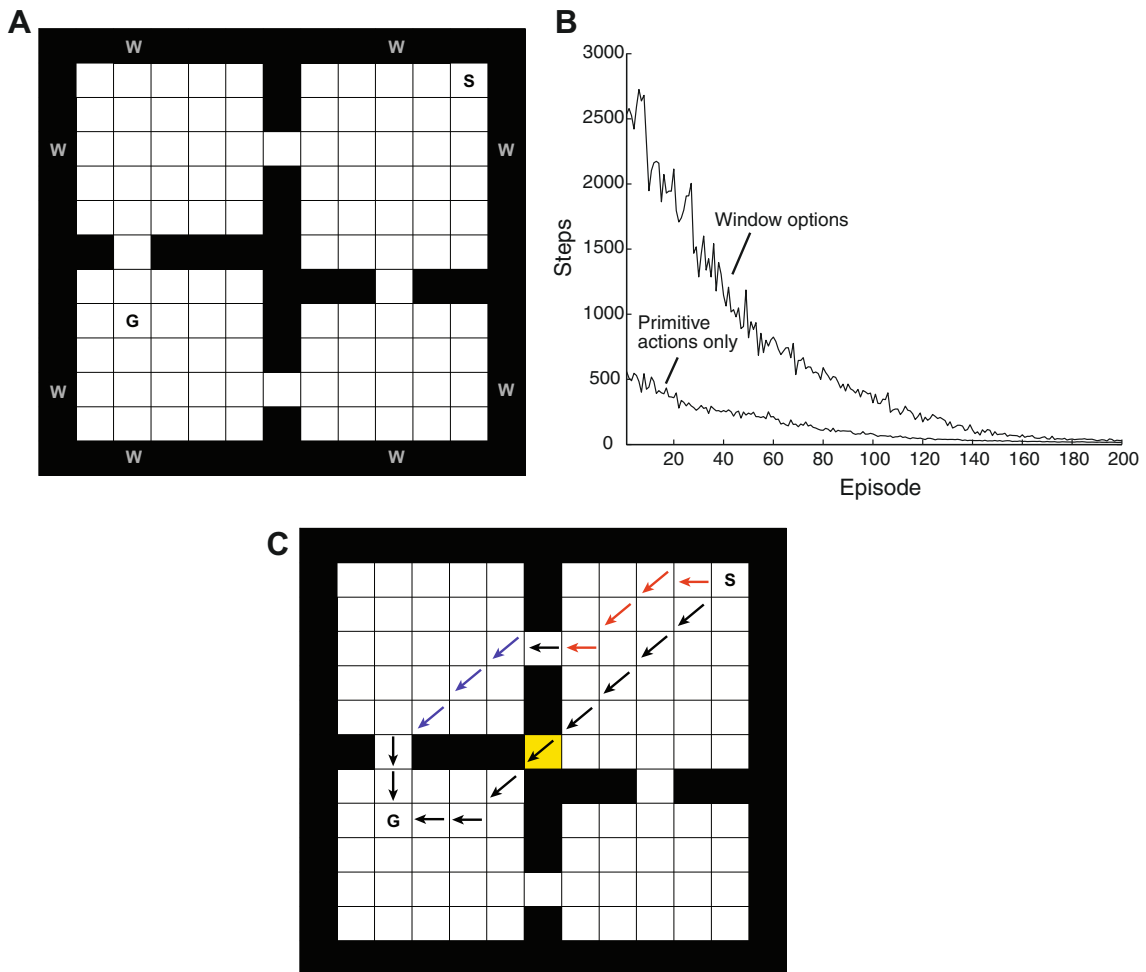 A
W W
S
W W
G
W W
W W
B
3000
2500
2000
1500
1000
500
0
Steps
Window options
Primitive
actions only
20 40 60 80 100 120 140 160 180 200
Episode
C
S
G